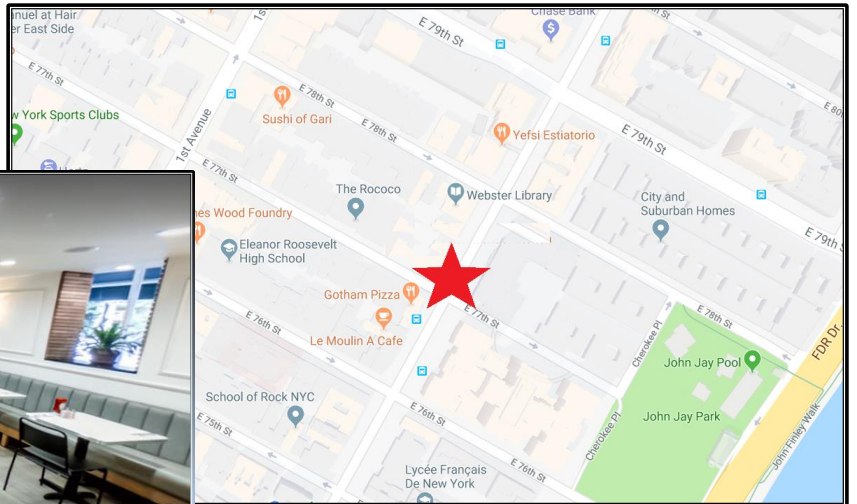 nuel at Hair
er East Side
1s
E 79th St
Chase Bank
St
E 77th St
E 78th St
E 80
w York Sports Clubs
Sushi of Gari
E 78th St
Yefsi Estiatorio
E 79th St
1st Avenue
E 77th St
The Rococo
Webster Library
City and
Suburban Homes
es Wood Foundry
E 79th S
Eleanor Roosevelt
High School
Gotham Pizza
E 77th St
E 78th St
Le Moulin A Cafe
E 76th St
Cherokee Pl
FDR Dr
John Jay Pool
School of Rock NYC
John Jay Park
E 75th St
E 76th St
Cherokee Pl
John Finley Walk
Lycée Français
De New York
E 76th St